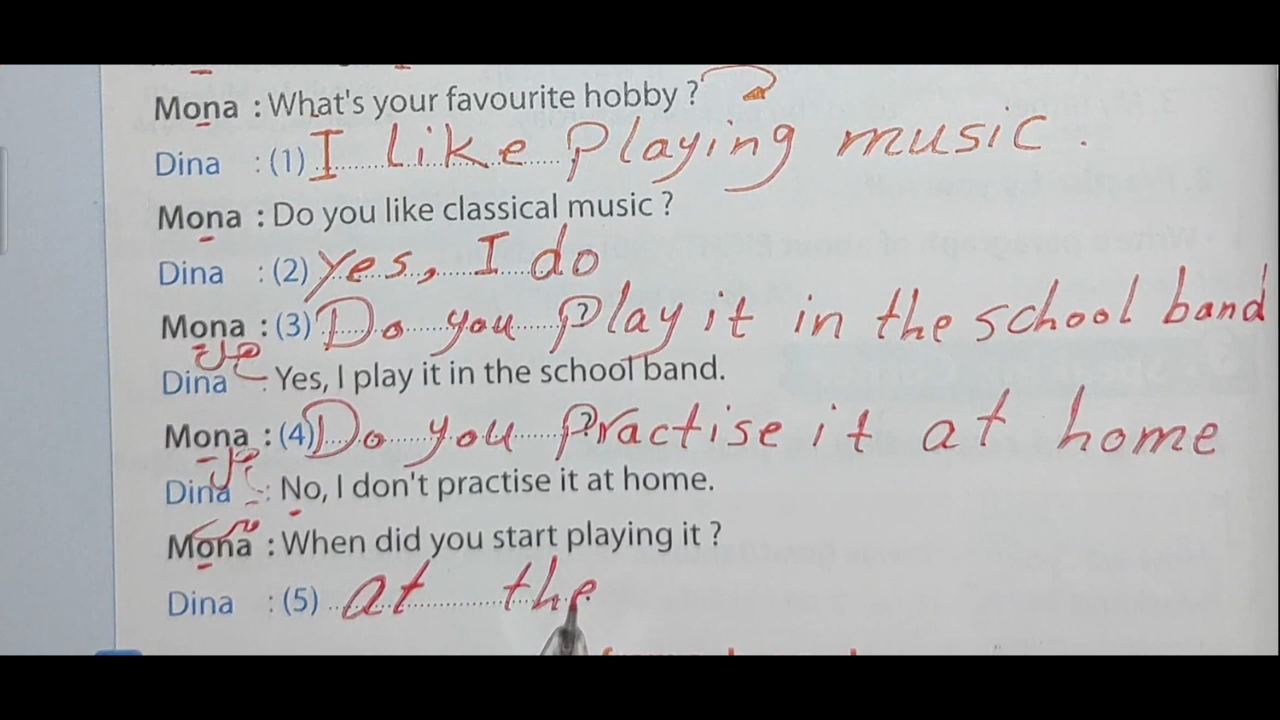 Mona : What's your favourite hobby ?
Dina : (1) I like Playing music.
Mona : Do you like classical music ?
Dina : (2) Yes, I do
Mona : (3) Do you Play it in the school band ?
هل
Dina : Yes, I play it in the school band.
Mona : (4) Do you Practise it at home ?
هل
Dina : No, I don't practise it at home.
Mona : When did you start playing it ?
Dina : (5) at the